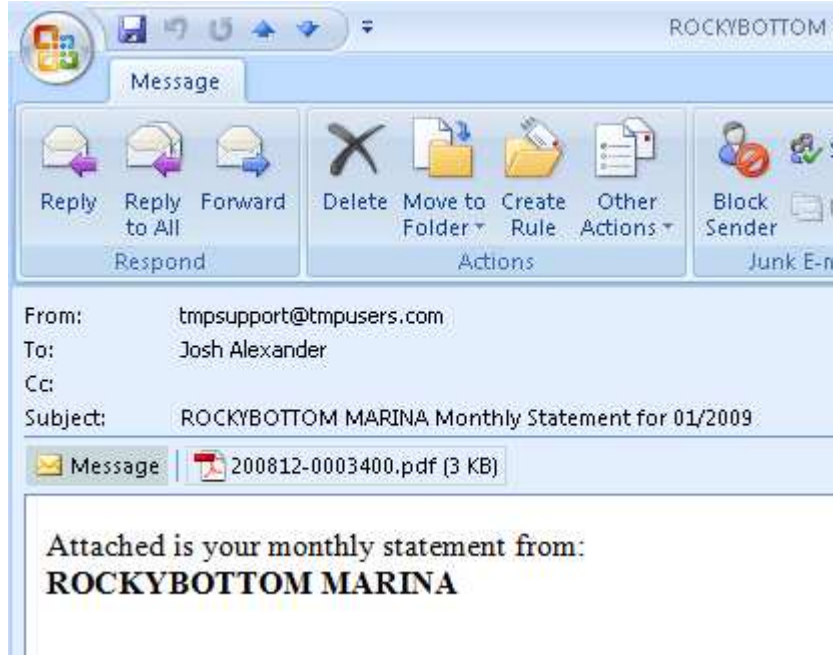 ROCKYBOTTOM
Message
Reply Reply to All Forward Delete Move to Folder Create Rule Other Actions Block Sender
Respond Actions Junk E-m
From: tmpsupport@tmpusers.com
To: Josh Alexander
Cc:
Subject: ROCKYBOTTOM MARINA Monthly Statement for 01/2009
Message 200812-0003400.pdf (3 KB)
Attached is your monthly statement from:
ROCKYBOTTOM MARINA